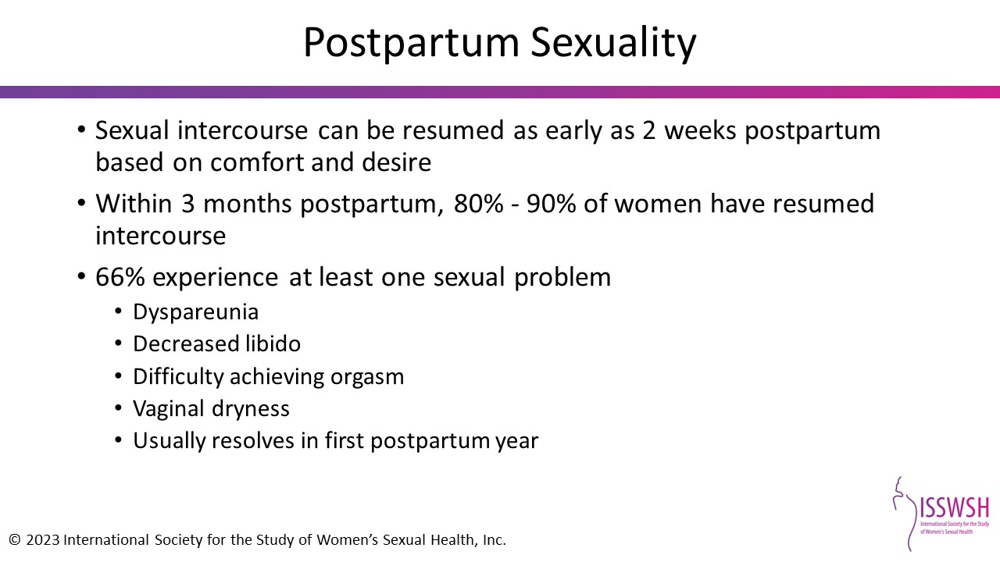 Postpartum Sexuality
• Sexual intercourse can be resumed as early as 2 weeks postpartum
based on comfort and desire
• Within 3 months postpartum, 80% - 90% of women have resumed
intercourse
• 66% experience at least one sexual problem
• Dyspareunia
• Decreased libido
• Difficulty achieving orgasm
• Vaginal dryness
• Usually resolves in first postpartum year
ISSWSH
International Society for the Study
of Women's Sexual Health
© 2023 International Society for the Study of Women's Sexual Health, Inc.